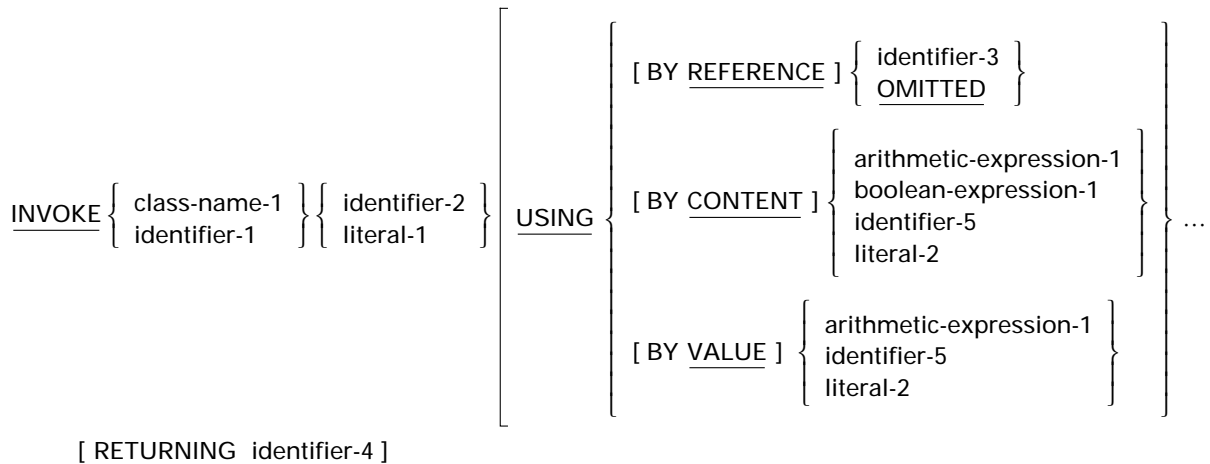 [ BY REFERENCE ] { identifier-3
OMITTED }
INVOKE { class-name-1
identifier-1 } { identifier-2
literal-1 } [ USING { [ BY CONTENT ] { arithmetic-expression-1
boolean-expression-1
identifier-5
literal-2 } } ...
[ BY VALUE ] { arithmetic-expression-1
identifier-5
literal-2 }
[ RETURNING identifier-4 ]